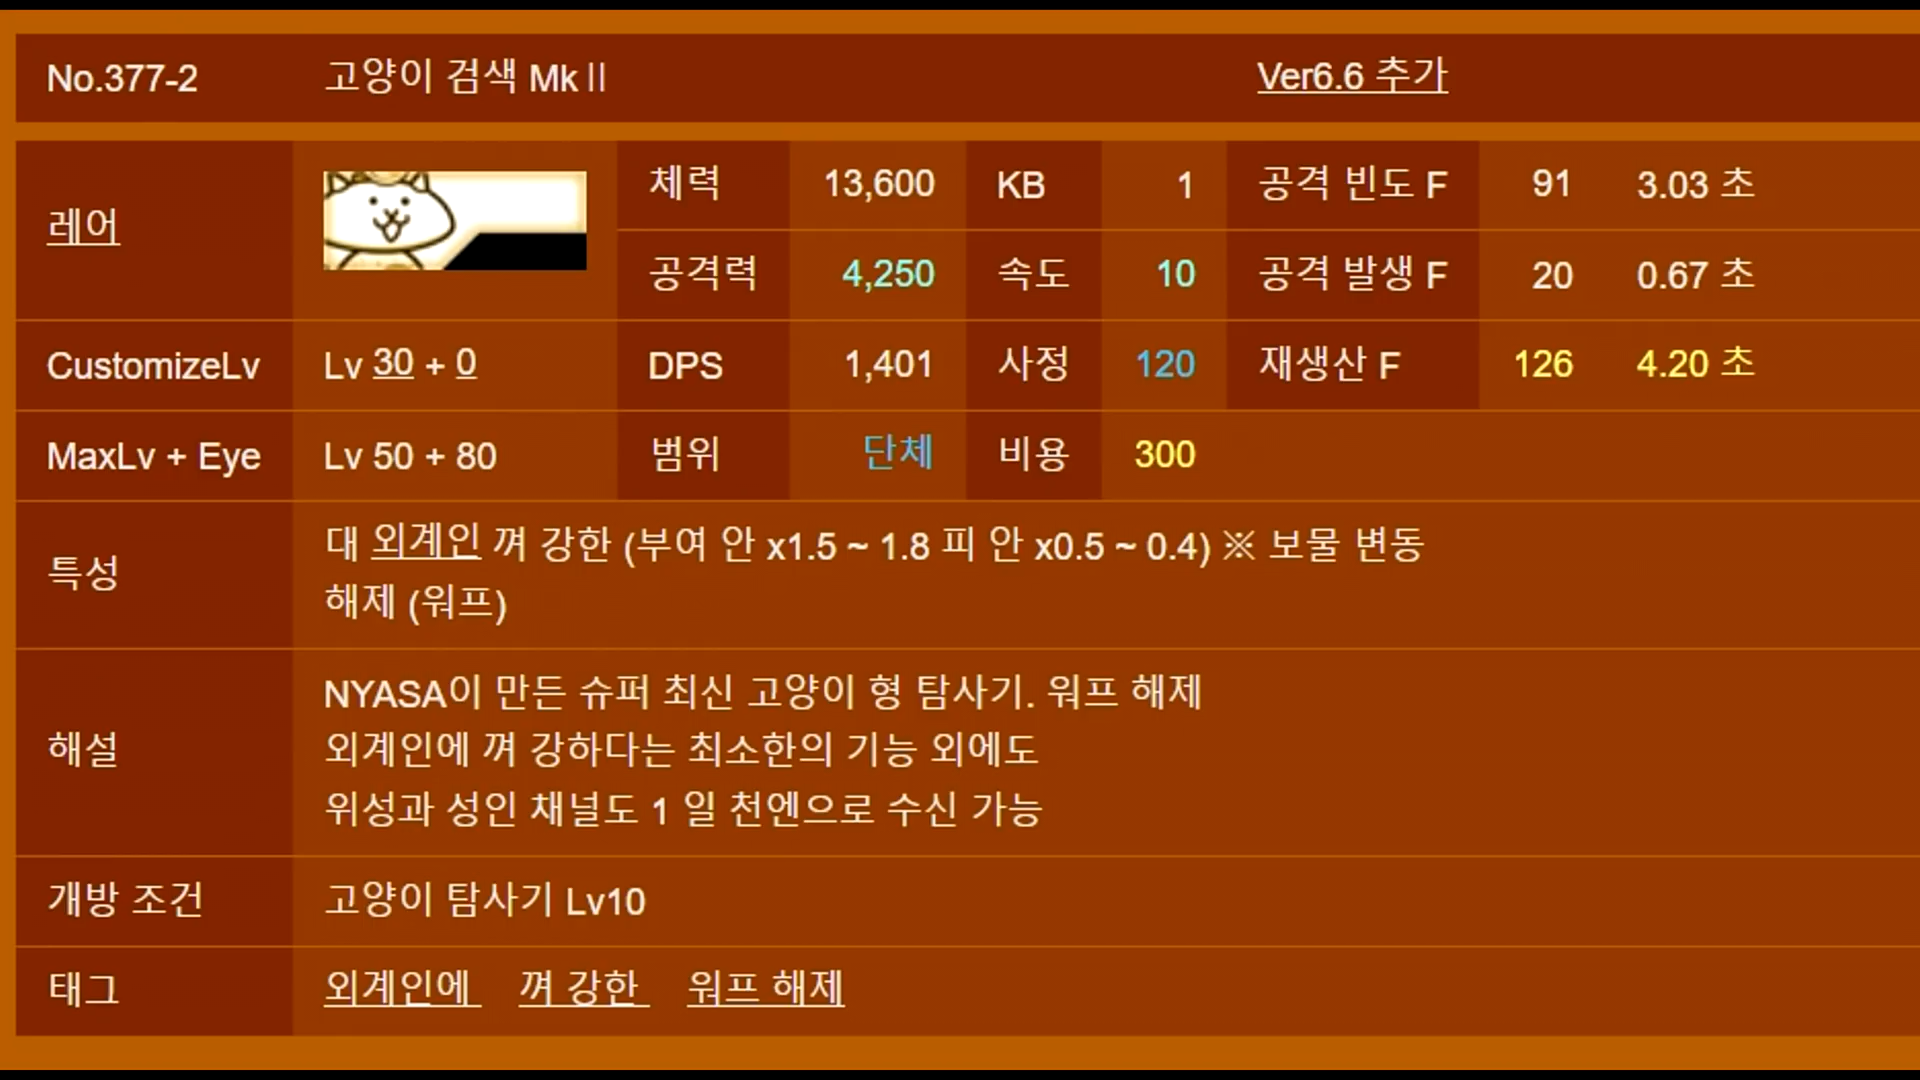 No.377-2 고양이 검색 MkⅡ Ver6.6 추가
레어 체력 13,600 KB 1 공격 빈도 F 91 3.03 초
공격력 4,250 속도 10 공격 발생 F 20 0.67 초
CustomizeLv Lv 30 + 0 DPS 1,401 사정 120 재생산 F 126 4.20 초
MaxLv + Eye Lv 50 + 80 범위 단체 비용 300
특성 대 외계인 껴 강한 (부여 안 x1.5 ~ 1.8 피 안 x0.5 ~ 0.4) ※ 보물 변동
해제 (워프)
해설 NYASA이 만든 슈퍼 최신 고양이 형 탐사기. 워프 해제
외계인에 껴 강하다는 최소한의 기능 외에도
위성과 성인 채널도 1 일 천엔으로 수신 가능
개방 조건 고양이 탐사기 Lv10
태그 외계인에 껴 강한 워프 해제